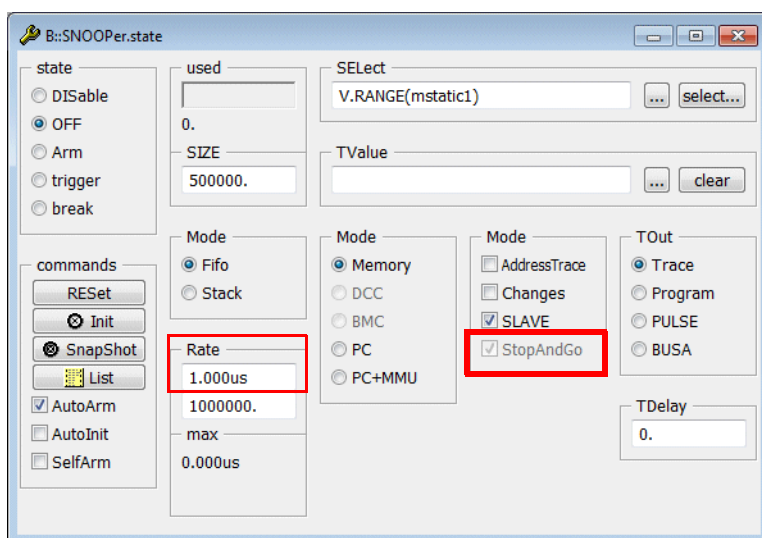 B::SNOOPer.state
state
DISable
OFF
Arm
trigger
break
commands
RESet
Init
SnapShot
List
AutoArm
AutoInit
SelfArm
used
0.
SIZE
500000.
Mode
Fifo
Stack
Rate
1.000us
1000000.
max
0.000us
SELect
V.RANGE(mstatic1)
...
select...
TValue
...
clear
Mode
Memory
DCC
BMC
PC
PC+MMU
Mode
AddressTrace
Changes
SLAVE
StopAndGo
TOut
Trace
Program
PULSE
BUSA
TDelay
0.